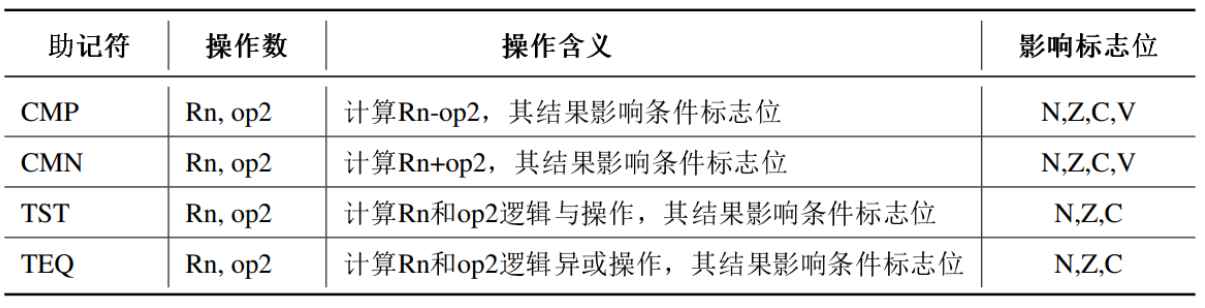 助记符 操作数 操作含义 影响标志位
CMP Rn, op2 计算Rn-op2，其结果影响条件标志位 N,Z,C,V
CMN Rn, op2 计算Rn+op2，其结果影响条件标志位 N,Z,C,V
TST Rn, op2 计算Rn和op2逻辑与操作，其结果影响条件标志位 N,Z,C
TEQ Rn, op2 计算Rn和op2逻辑异或操作，其结果影响条件标志位 N,Z,C